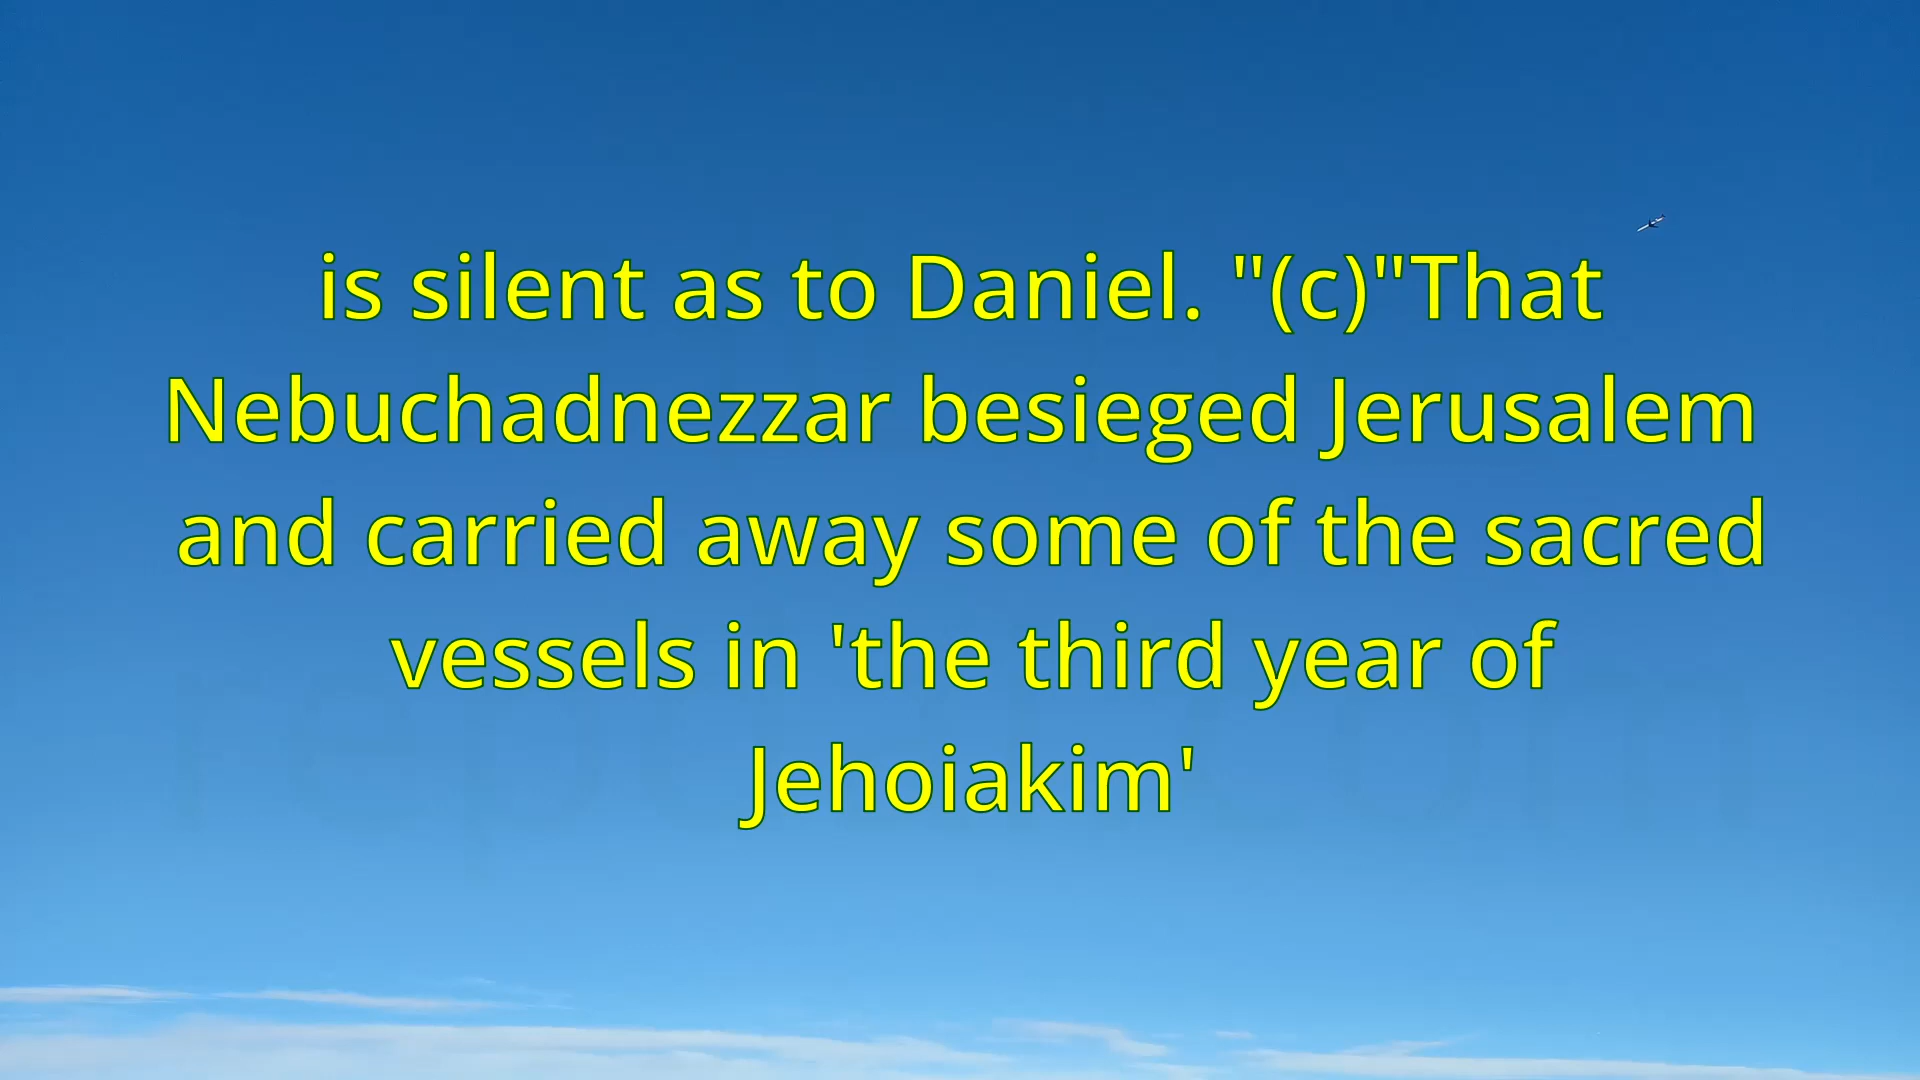 is silent as to Daniel. "(c)"That
Nebuchadnezzar besieged Jerusalem
and carried away some of the sacred
vessels in 'the third year of
Jehoiakim'